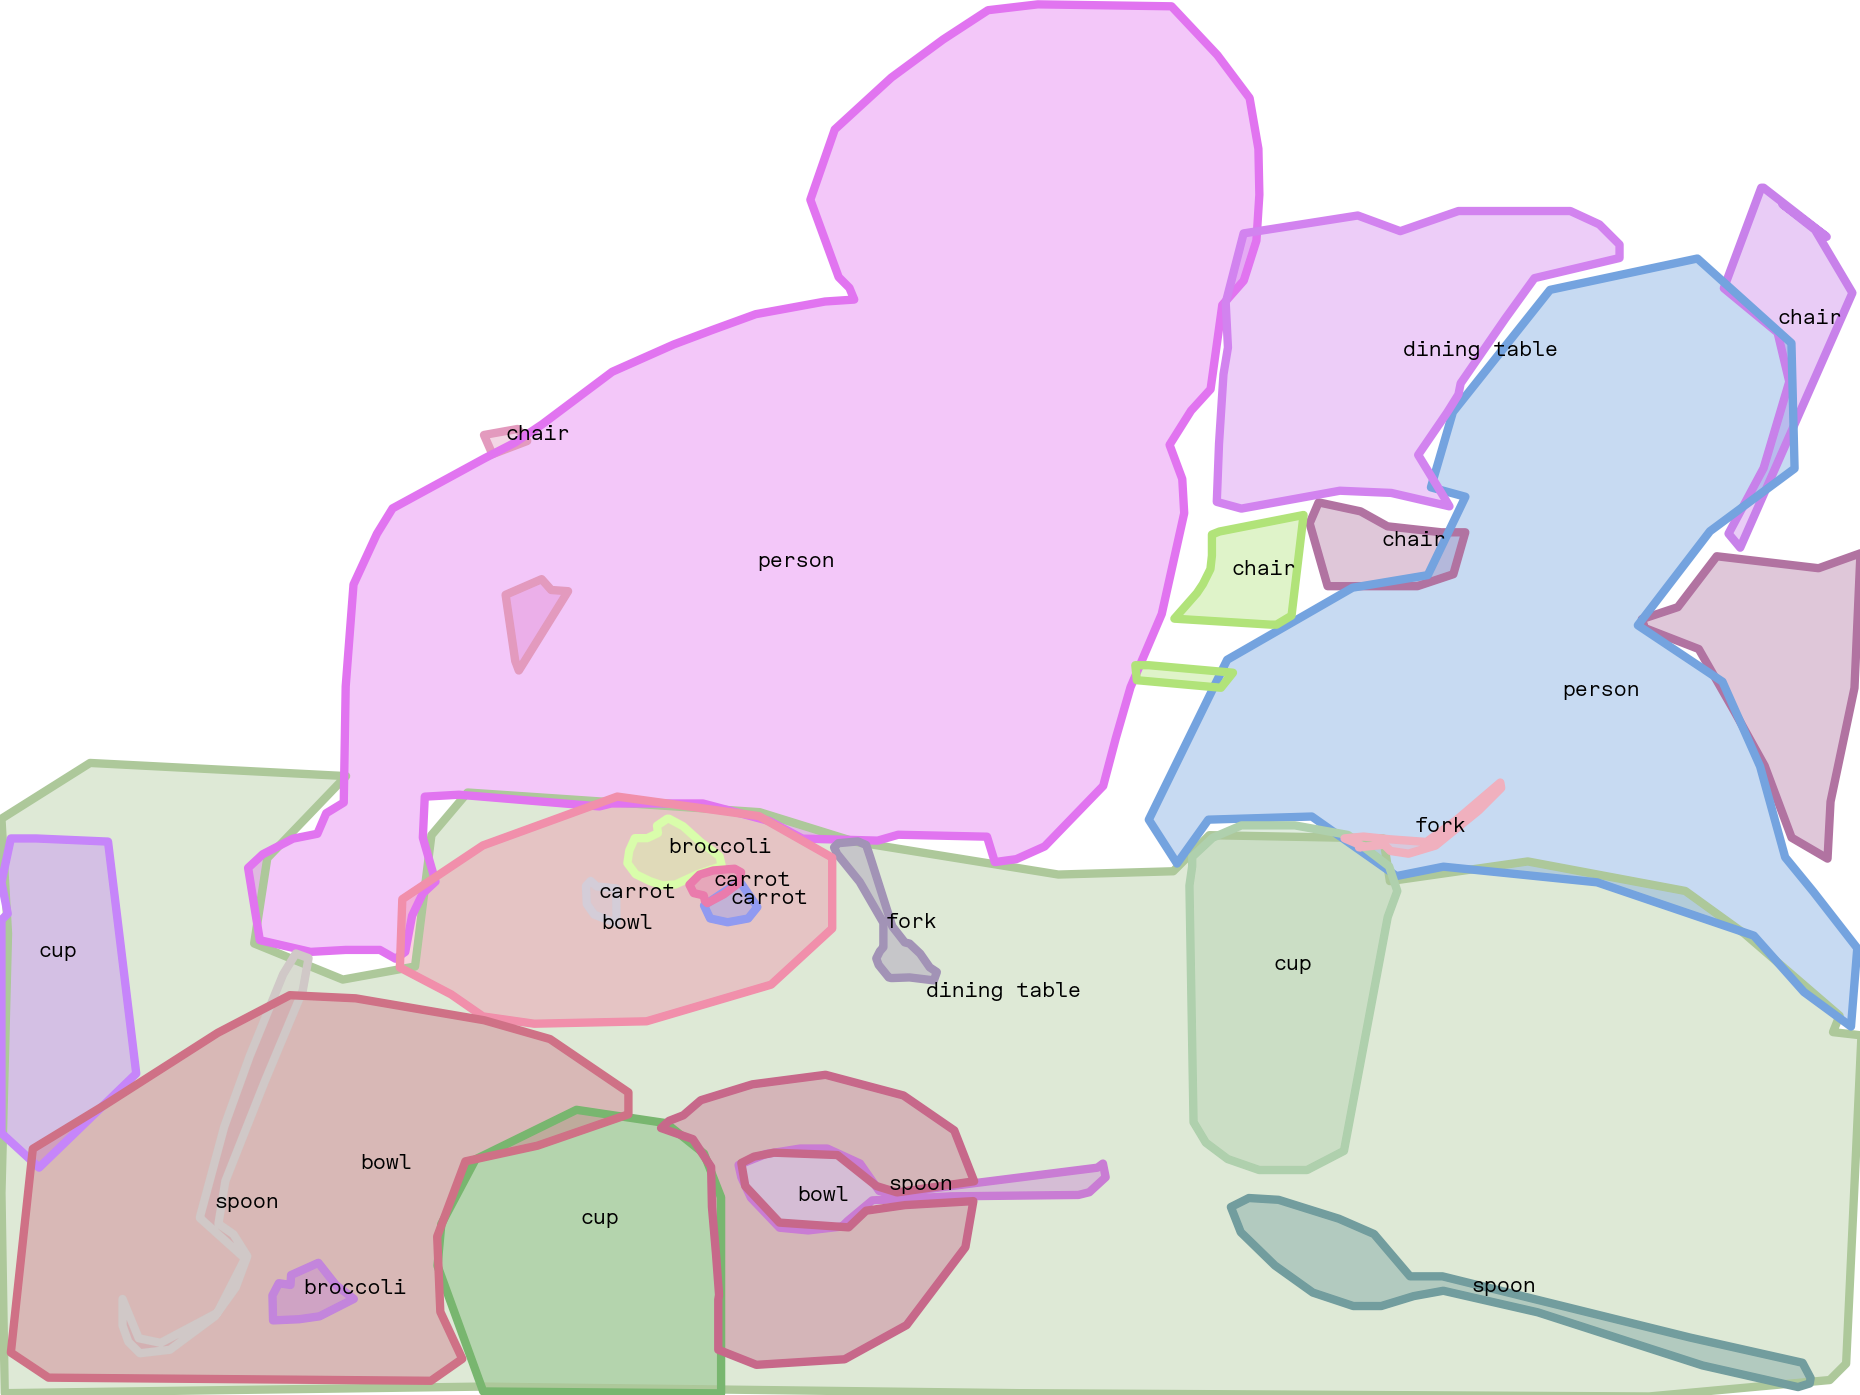 chair
dining table
chair
chair
person
chair
person
fork
broccoli
carrot
carrot
carrot
bowl
fork
cup
cup
dining table
bowl
spoon
spoon
bowl
cup
broccoli
spoon